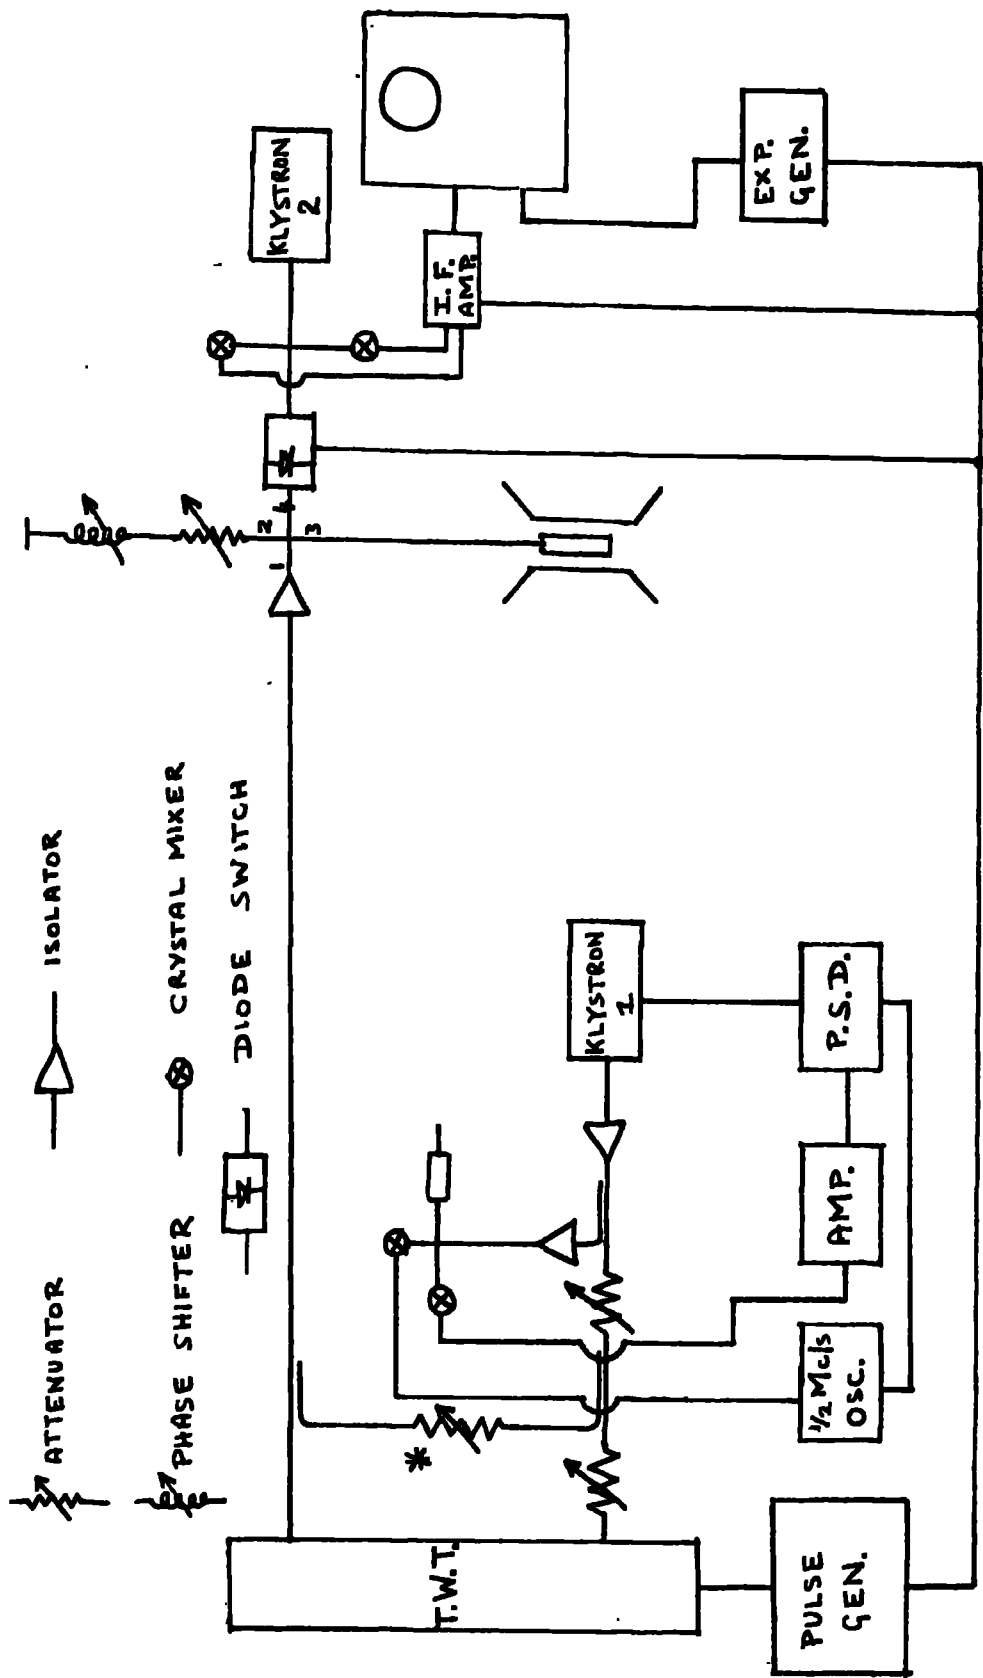 ATTENUATOR
ISOLATOR
PHASE SHIFTER
CRYSTAL MIXER
DIODE SWITCH
KLYSTRON
2
1
2
3
4
I. F.
AMP.
EXP.
GEN.
T.W.T.
*
KLYSTRON
1
P.S.D.
AMP.
1/2 Mc/s
OSC.
PULSE
GEN.